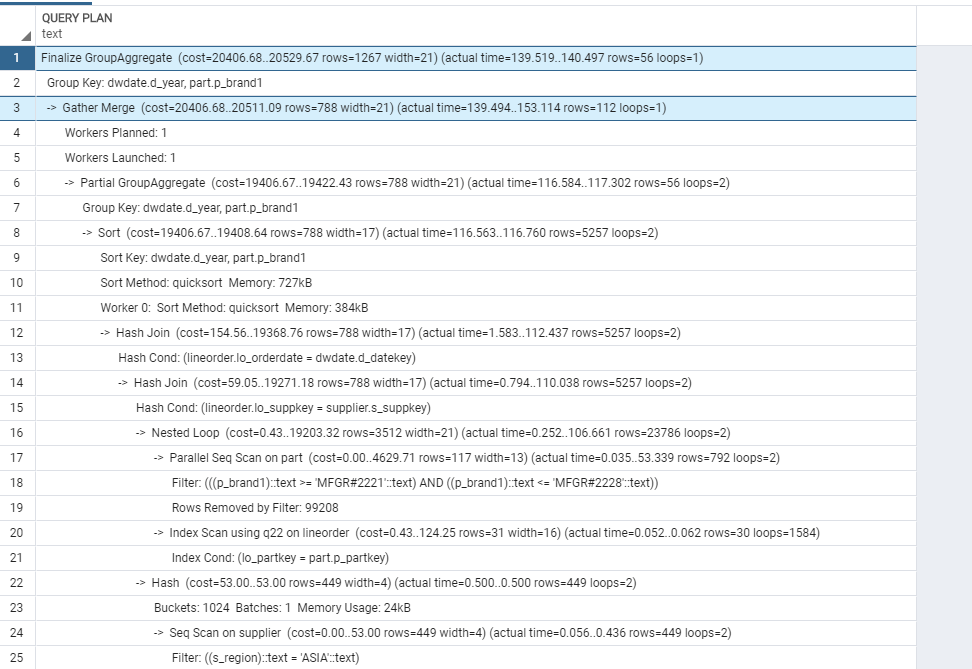 QUERY PLAN
text
1 Finalize GroupAggregate (cost=20406.68..20529.67 rows=1267 width=21) (actual time=139.519..140.497 rows=56 loops=1)
2 Group Key: dwdate.d_year, part.p_brand1
3 -> Gather Merge (cost=20406.68..20511.09 rows=788 width=21) (actual time=139.494..153.114 rows=112 loops=1)
4 Workers Planned: 1
5 Workers Launched: 1
6 -> Partial GroupAggregate (cost=19406.67..19422.43 rows=788 width=21) (actual time=116.584..117.302 rows=56 loops=2)
7 Group Key: dwdate.d_year, part.p_brand1
8 -> Sort (cost=19406.67..19408.64 rows=788 width=17) (actual time=116.563..116.760 rows=5257 loops=2)
9 Sort Key: dwdate.d_year, part.p_brand1
10 Sort Method: quicksort Memory: 727kB
11 Worker 0: Sort Method: quicksort Memory: 384kB
12 -> Hash Join (cost=154.56..19368.76 rows=788 width=17) (actual time=1.583..112.437 rows=5257 loops=2)
13 Hash Cond: (lineorder.lo_orderdate = dwdate.d_datekey)
14 -> Hash Join (cost=59.05..19271.18 rows=788 width=17) (actual time=0.794..110.038 rows=5257 loops=2)
15 Hash Cond: (lineorder.lo_suppkey = supplier.s_suppkey)
16 -> Nested Loop (cost=0.43..19203.32 rows=3512 width=21) (actual time=0.252..106.661 rows=23786 loops=2)
17 -> Parallel Seq Scan on part (cost=0.00..4629.71 rows=117 width=13) (actual time=0.035..53.339 rows=792 loops=2)
18 Filter: (((p_brand1)::text >= 'MFGR#2221'::text) AND ((p_brand1)::text <= 'MFGR#2228'::text))
19 Rows Removed by Filter: 99208
20 -> Index Scan using q22 on lineorder (cost=0.43..124.25 rows=31 width=16) (actual time=0.052..0.062 rows=30 loops=1584)
21 Index Cond: (lo_partkey = part.p_partkey)
22 -> Hash (cost=53.00..53.00 rows=449 width=4) (actual time=0.500..0.500 rows=449 loops=2)
23 Buckets: 1024 Batches: 1 Memory Usage: 24kB
24 -> Seq Scan on supplier (cost=0.00..53.00 rows=449 width=4) (actual time=0.056..0.436 rows=449 loops=2)
25 Filter: ((s_region)::text = 'ASIA'::text)